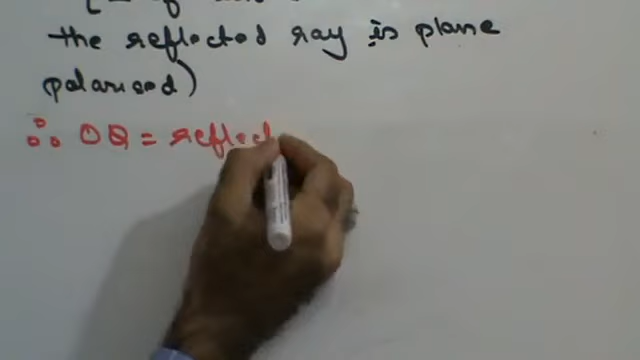 the reflected ray is plane
polarised)
∴ OQ = reflect